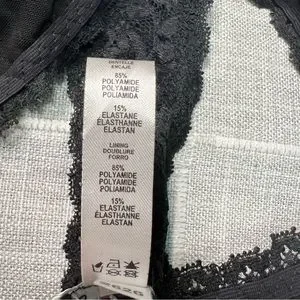 DENTELLE
ENCAJE
85%
POLYAMIDE
POLYAMIDE
POLIAMIDA
15%
ELASTANE
ÉLASTHANNE
ELASTAN
LINING
DOUBLURE
FORRO
85%
POLYAMIDE
POLYAMIDE
POLIAMIDA
15%
ELASTANE
ÉLASTHANNE
ELASTAN